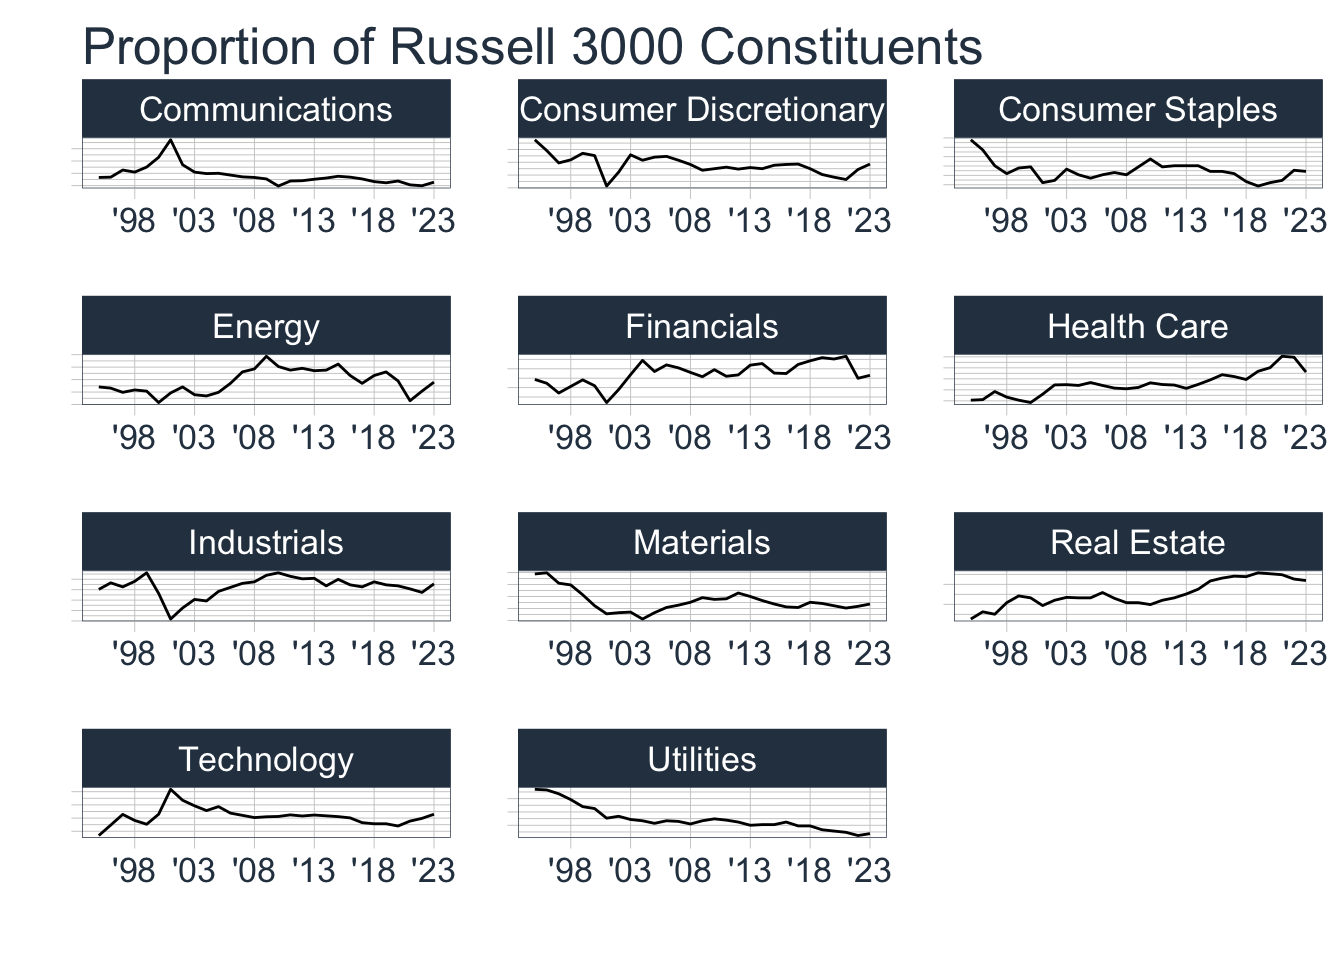 Proportion of Russell 3000 Constituents
Communications Consumer Discretionary Consumer Staples
'98 '03 '08 '13 '18 '23 '98 '03 '08 '13 '18 '23 '98 '03 '08 '13 '18 '23
Energy Financials Health Care
'98 '03 '08 '13 '18 '23 '98 '03 '08 '13 '18 '23 '98 '03 '08 '13 '18 '23
Industrials Materials Real Estate
'98 '03 '08 '13 '18 '23 '98 '03 '08 '13 '18 '23 '98 '03 '08 '13 '18 '23
Technology Utilities
'98 '03 '08 '13 '18 '23 '98 '03 '08 '13 '18 '23